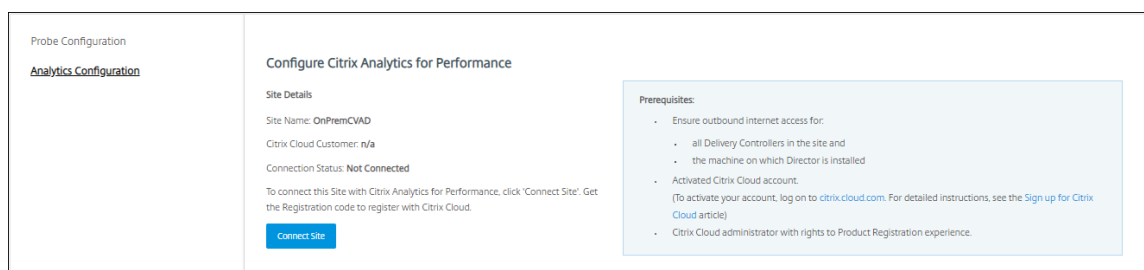 Probe Configuration
Analytics Configuration
Configure Citrix Analytics for Performance
Site Details
Site Name: OnPremCVAD
Citrix Cloud Customer: n/a
Connection Status: Not Connected
To connect this Site with Citrix Analytics for Performance, click 'Connect Site'. Get
the Registration code to register with Citrix Cloud.
Connect Site
Prerequisites:
• Ensure outbound internet access for:
• all Delivery Controllers in the site and
• the machine on which Director is installed
• Activated Citrix Cloud account.
(To activate your account, log on to citrix.cloud.com. For detailed instructions, see the Sign up for Citrix
Cloud article)
• Citrix Cloud administrator with rights to Product Registration experience.